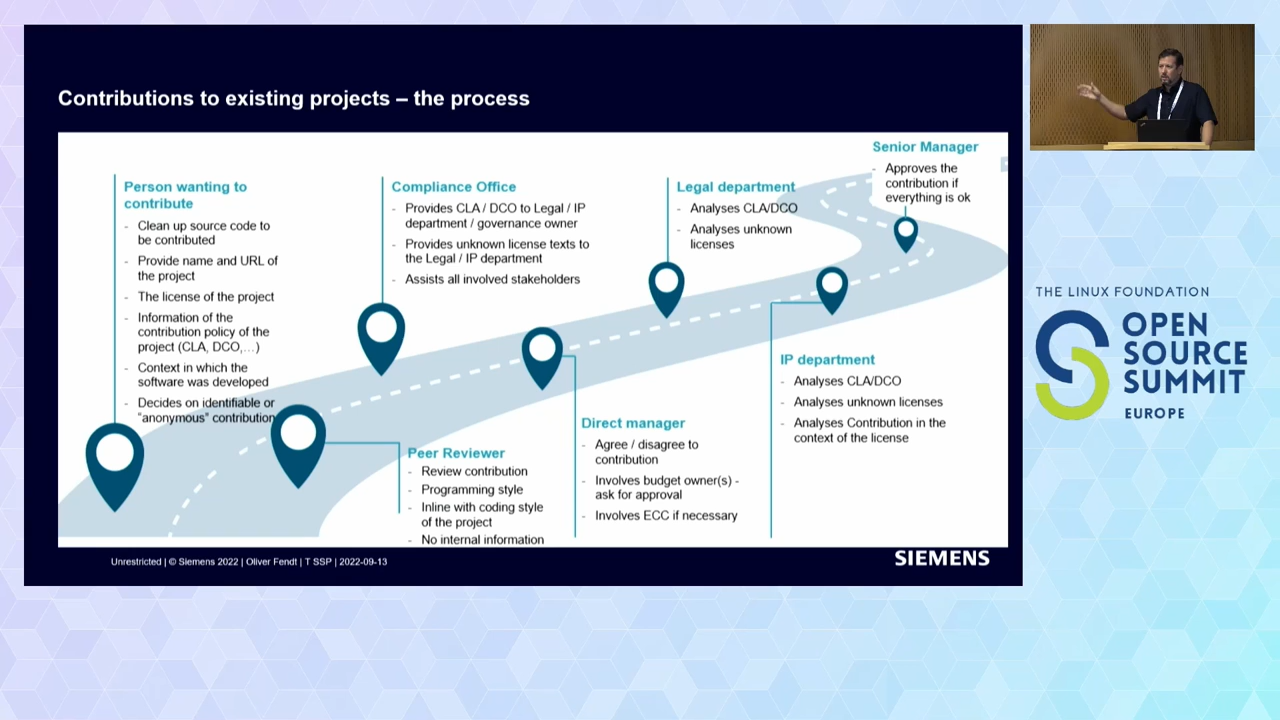 Contributions to existing projects – the process
Person wanting to
contribute
- Clean up source code to
be contributed
- Provide name and URL of
the project
- The license of the project
- Information of the
contribution policy of the
project (CLA, DCO,…)
- Context in which the
software was developed
- Decides on identifiable or
"anonymous" contribution
Peer Reviewer
- Review contribution
- Programming style
- Inline with coding style
of the project
- No internal information
Compliance Office
- Provides CLA / DCO to Legal / IP
department / governance owner
- Provides unknown license texts to
the Legal / IP department
- Assists all involved stakeholders
Direct manager
- Agree / disagree to
contribution
- Involves budget owner(s) -
ask for approval
- Involves ECC if necessary
Legal department
- Analyses CLA/DCO
- Analyses unknown
licenses
IP department
- Analyses CLA/DCO
- Analyses unknown licenses
- Analyses Contribution in the
context of the license
Senior Manager
- Approves the
contribution if
everything is ok
Unrestricted | © Siemens 2022 | Oliver Fendt | T SSP | 2022-09-13
SIEMENS
THE LINUX FOUNDATION
OPEN
SOURCE
SUMMIT
EUROPE